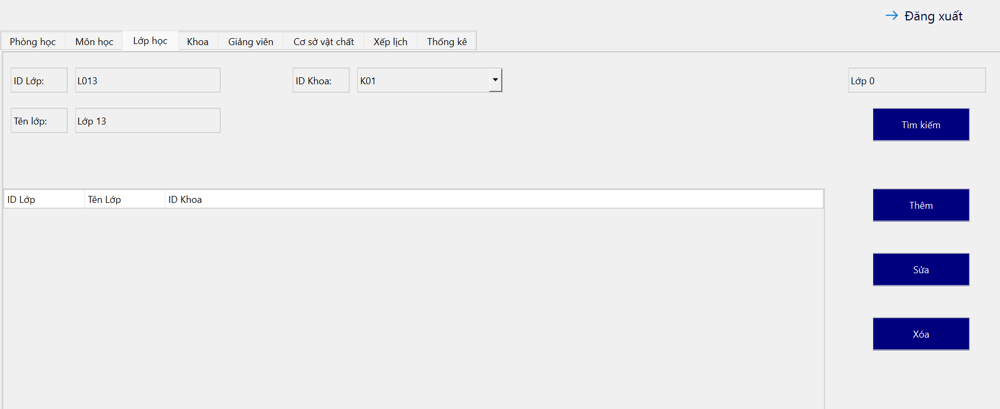 Đăng xuất
Phòng học Môn học Lớp học Khoa Giảng viên Cơ sở vật chất Xếp lịch Thống kê
ID Lớp: L013 ID Khoa: K01 Lớp 0
Tên lớp: Lớp 13
Tìm kiếm
ID Lớp Tên Lớp ID Khoa
Thêm
Sửa
Xóa